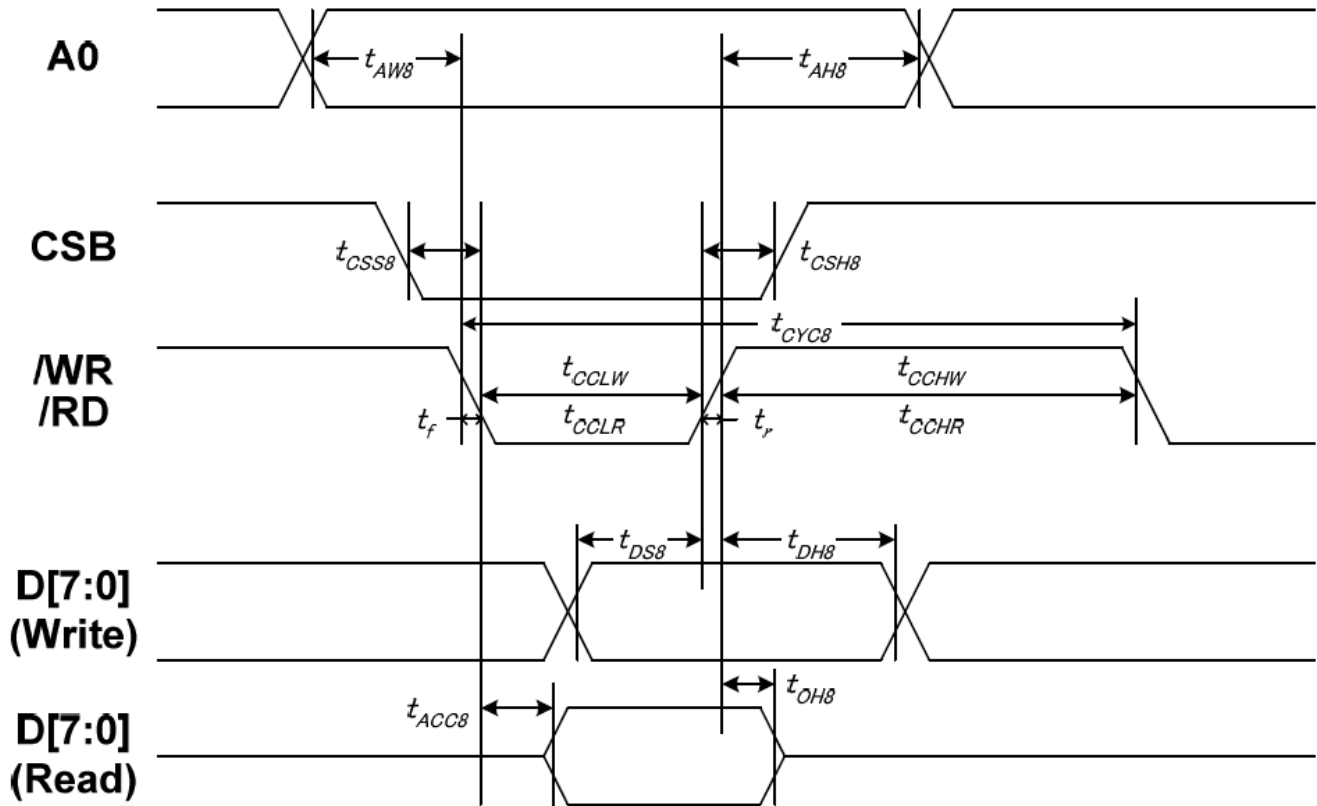 A0
tAW8
tAH8
CSB
tCSS8
tCSH8
tCYC8
/WR
/RD
tCCLW
tCCHW
tf
tCCLR
tr
tCCHR
tDS8
tDH8
D[7:0]
(Write)
tOH8
tACC8
D[7:0]
(Read)